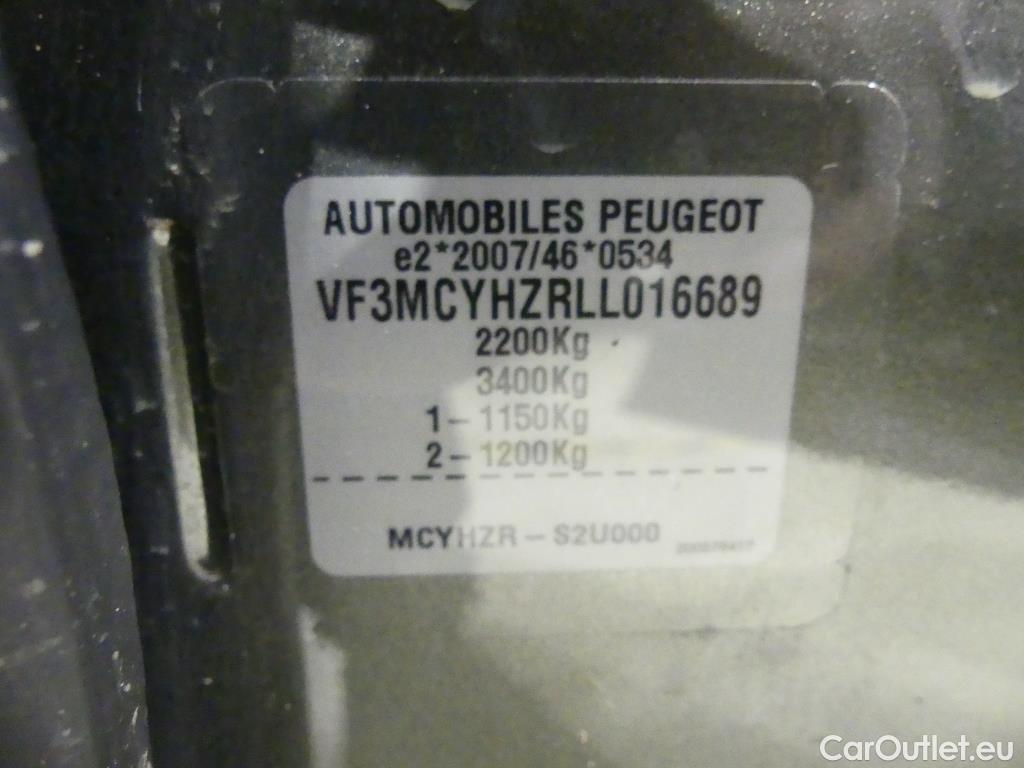 AUTOMOBILES PEUGEOT
e2*2007/46*0534
VF3MCYHZRLL016689
2200Kg
3400Kg
1-1150Kg
2-1200Kg
MCYHZR-S2U000
CarOutlet.eu